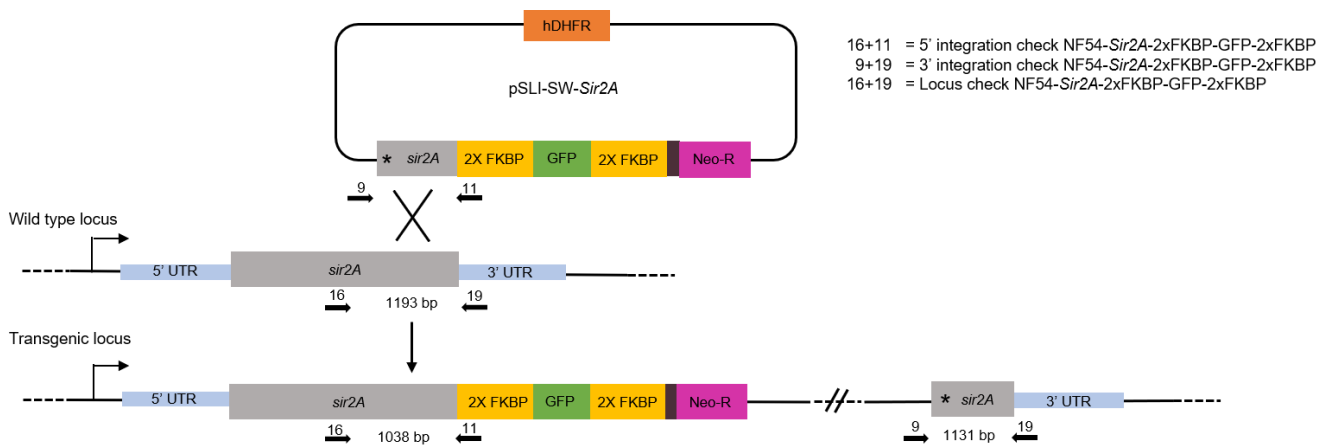 hDHFR
pSLI-SW-Sir2A
* sir2A 2X FKBP GFP 2X FKBP Neo-R
9 11
16+11 = 5' integration check NF54-Sir2A-2xFKBP-GFP-2xFKBP
9+19 = 3' integration check NF54-Sir2A-2xFKBP-GFP-2xFKBP
16+19 = Locus check NF54-Sir2A-2xFKBP-GFP-2xFKBP
Wild type locus
5' UTR sir2A 3' UTR
16 1193 bp 19
Transgenic locus
5' UTR sir2A 2X FKBP GFP 2X FKBP Neo-R * sir2A 3' UTR
16 1038 bp 11 9 1131 bp 19